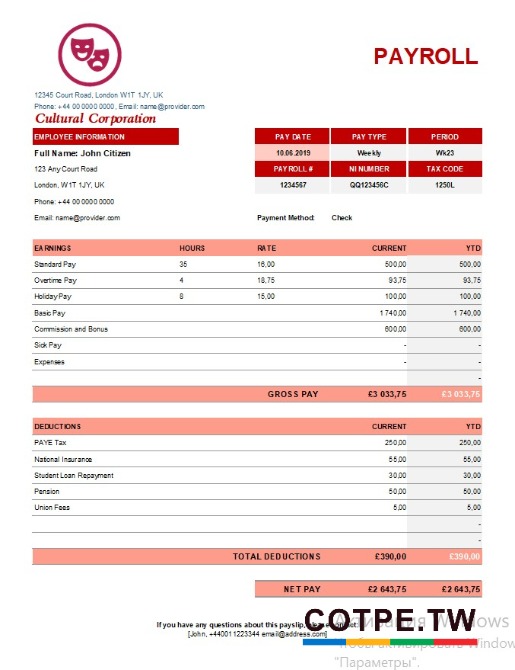 PAYROLL
12345 Court Road, London W1T 1JY, UK
Phone: +44 00 0000 0000, Email: name@provider.com
Cultural Corporation
EMPLOYEE INFORMATION PAY DATE PAY TYPE PERIOD
Full Name: John Citizen 10.06.2019 Weekly Wk23
123 Any Court Road PAYROLL # NI NUMBER TAX CODE
London, W1T 1JY, UK 1234567 QQ123456C 1250L
Phone: +44 00 0000 0000
Email: name@provider.com Payment Method: Check
EARNINGS HOURS RATE CURRENT YTD
Standard Pay 35 16,00 500,00 500,00
Overtime Pay 4 18,75 93,75 93,75
Holiday Pay 8 15,00 100,00 100,00
Basic Pay 1 740,00 1 740,00
Commission and Bonus 600,00 600,00
Sick Pay - -
Expenses - -
-
GROSS PAY £3 033,75 £3 033,75
DEDUCTIONS CURRENT YTD
PAYE Tax 250,00 250,00
National Insurance 55,00 55,00
Student Loan Repayment 30,00 30,00
Pension 50,00 50,00
Union Fees 5,00 5,00
-
-
TOTAL DEDUCTIONS £390,00 £390,00
NET PAY £2 643,75 £2 643,75
If you have any questions about this payslip, please contact:
[John, +440011223344 email@address.com]
COTPE.TW
Активация Windows
Чтобы активировать Windows
"Параметры".